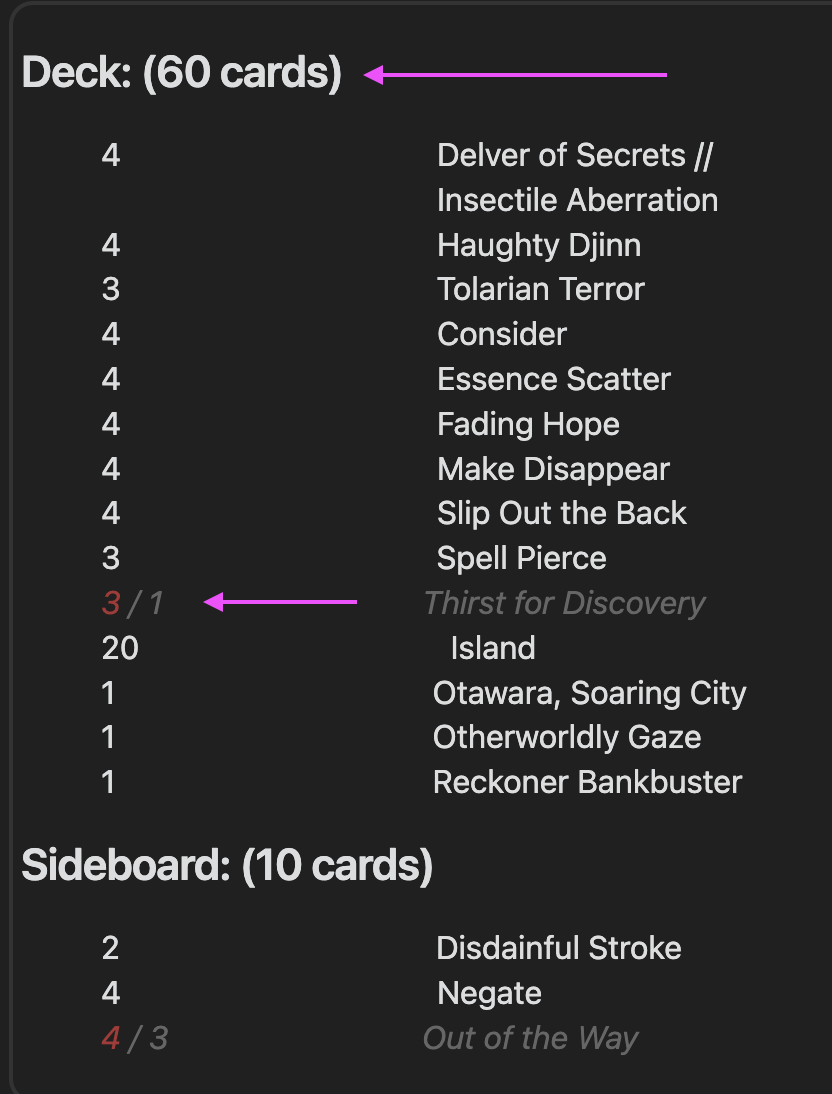 Deck: (60 cards)
4 Delver of Secrets //
Insectile Aberration
4 Haughty Djinn
3 Tolarian Terror
4 Consider
4 Essence Scatter
4 Fading Hope
4 Make Disappear
4 Slip Out the Back
3 Spell Pierce
3 / 1 Thirst for Discovery
20 Island
1 Otawara, Soaring City
1 Otherworldly Gaze
1 Reckoner Bankbuster
Sideboard: (10 cards)
2 Disdainful Stroke
4 Negate
4 / 3 Out of the Way